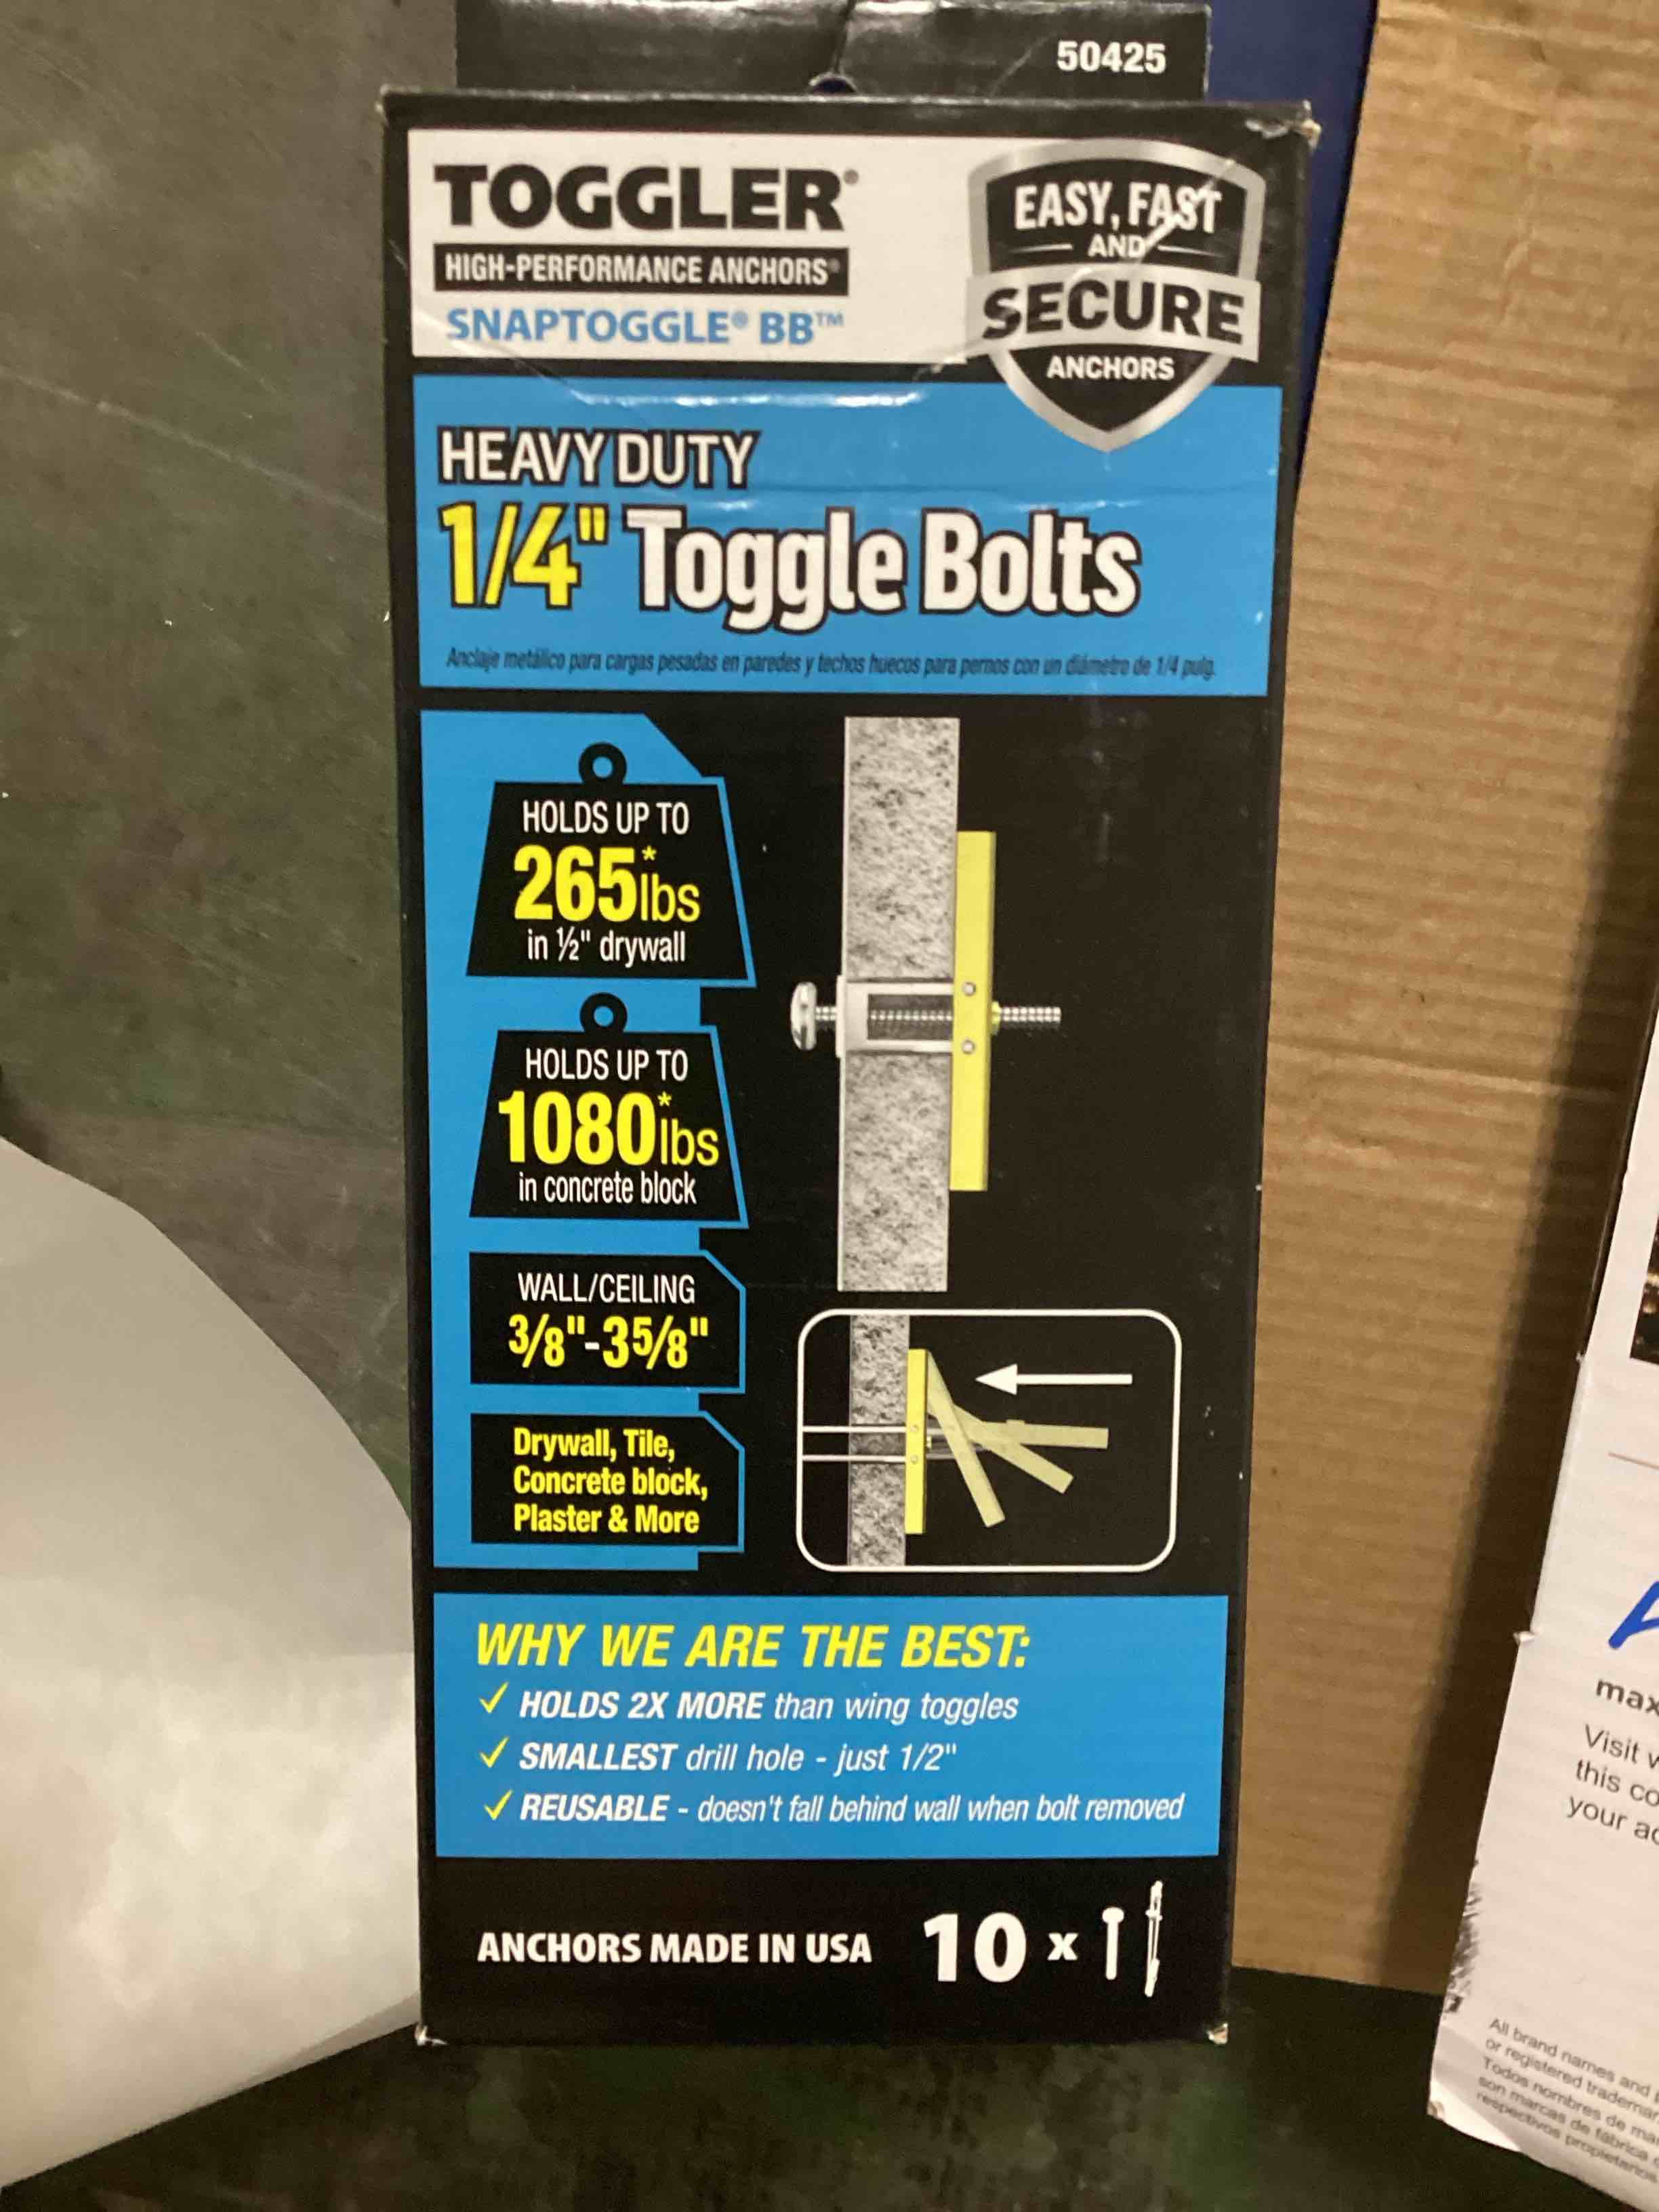 50425
TOGGLER®
HIGH-PERFORMANCE ANCHORS®
SNAPTOGGLE® BB™
EASY, FAST
AND
SECURE
ANCHORS
HEAVY DUTY
1/4" Toggle Bolts
Anclaje metálico para cargas pesadas en paredes y techos huecos para pernos con un diámetro de 1/4 pulg.
HOLDS UP TO
265*lbs
in ½" drywall
HOLDS UP TO
1080*lbs
in concrete block
WALL/CEILING
3/8"-35/8"
Drywall, Tile,
Concrete block,
Plaster & More
WHY WE ARE THE BEST:
✓ HOLDS 2X MORE than wing toggles
✓ SMALLEST drill hole - just 1/2"
✓ REUSABLE - doesn't fall behind wall when bolt removed
ANCHORS MADE IN USA 10 x
max
Visit
this co
your ac
All brand names and
or registered trademar
Todos nombres de ma
son marcas de fábrica
respectivos propietarios